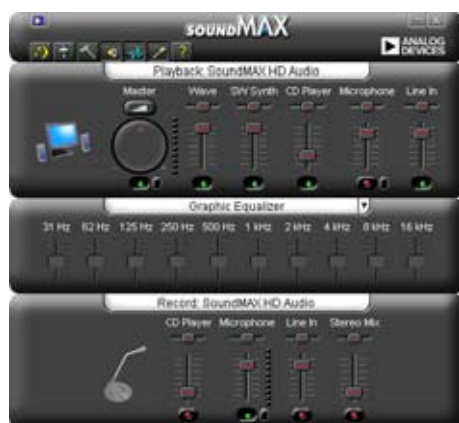 SOUNDMAX
ANALOG
DEVICES
?
Playback: SoundMAX HD Audio
Master Wave SW Synth CD Player Microphone Line In
Graphic Equalizer
31 Hz 62 Hz 125 Hz 250 Hz 500 Hz 1 kHz 2 kHz 4 kHz 8 kHz 16 kHz
Record: SoundMAX HD Audio
CD Player Microphone Line In Stereo Mix